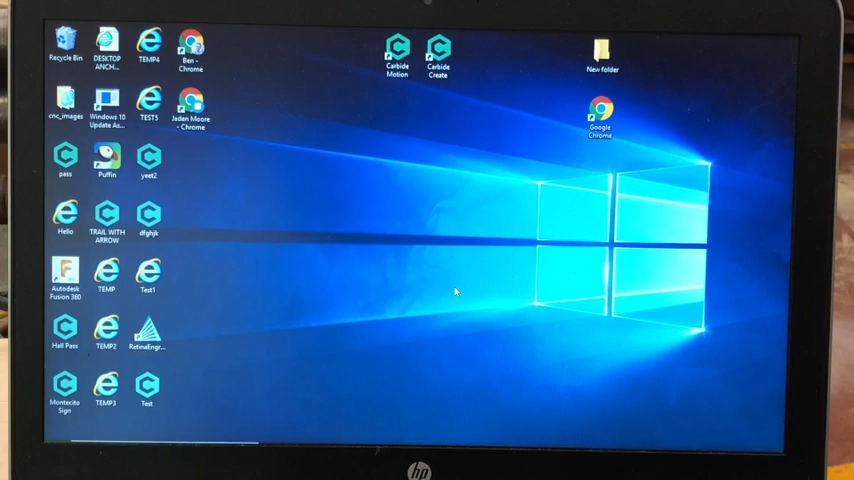 Recycle Bin
DESKTOP
ANCH...
TEMP4
Ben -
Chrome
Carbide
Motion
Carbide
Create
New folder
cnc_images
Windows 10
Update As...
TEST5
Jaden Moore
- Chrome
Google
Chrome
pass
Puffin
yeet2
Hello
TRAIL WITH
ARROW
dfghjk
Autodesk
Fusion 360
TEMP
Test1
Hall Pass
TEMP2
RetinaEngr...
Montecito
Sign
TEMP3
Test
hp